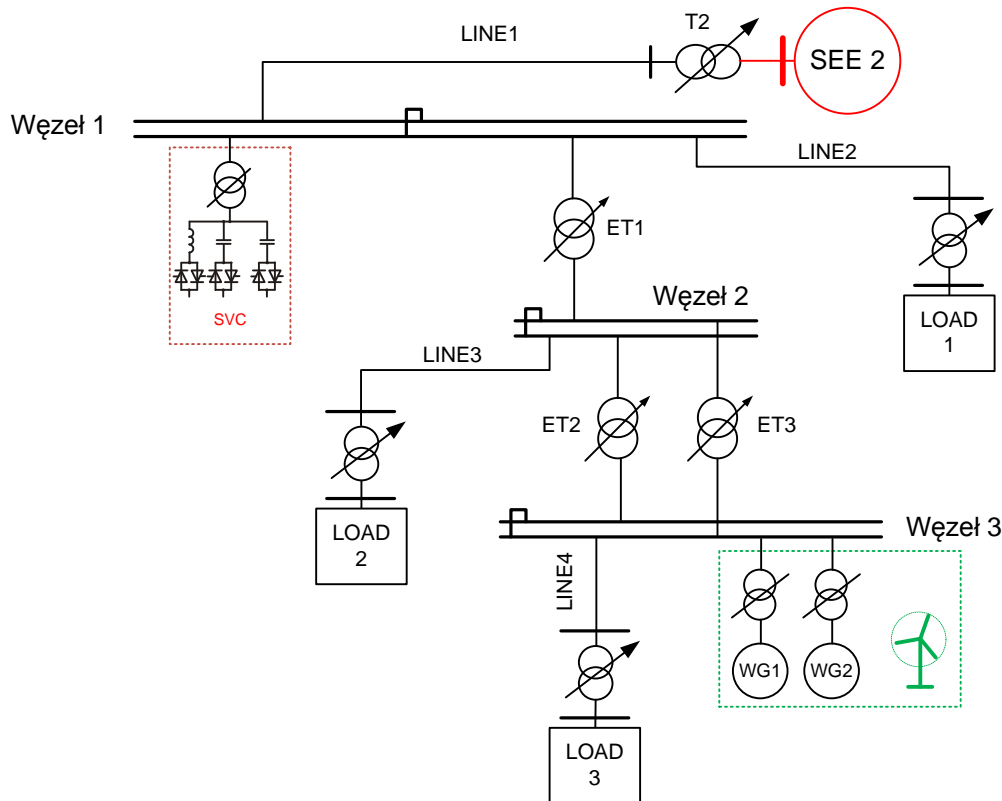 T2
LINE1
SEE 2
Węzeł 1
LINE2
ET1
Węzeł 2
SVC
LOAD
1
LINE3
ET2
ET3
LOAD
2
Węzeł 3
LINE4
WG1
WG2
LOAD
3